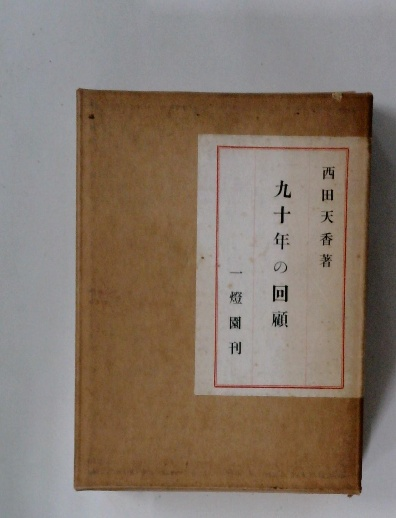 西田天香著
九十年の回顧
一燈園刊